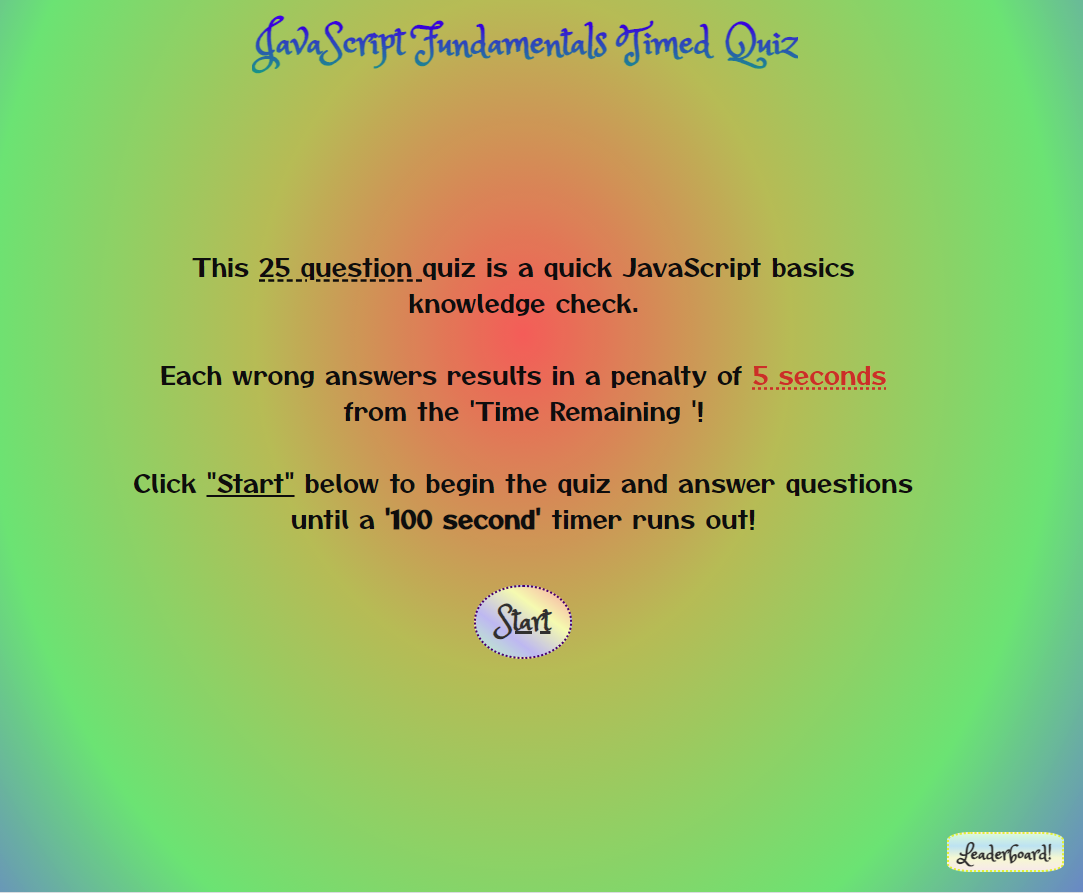 JavaScript Fundamentals Timed Quiz
This 25 question quiz is a quick JavaScript basics
knowledge check.
Each wrong answers results in a penalty of 5 seconds
from the 'Time Remaining '!
Click "Start" below to begin the quiz and answer questions
until a '100 second' timer runs out!
Start
Leaderboard!